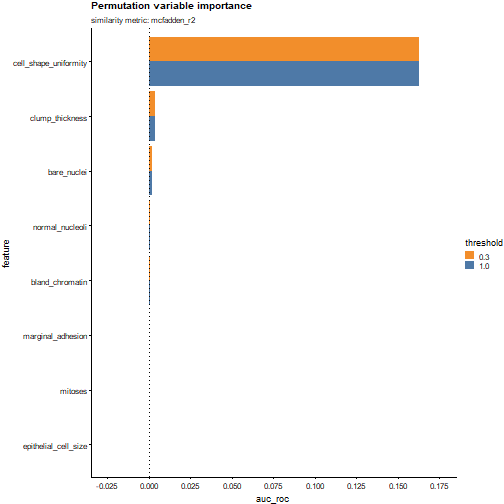 Permutation variable importance
similarity metric: mcfadden_r2
cell_shape_uniformity
clump_thickness
bare_nuclei
normal_nucleoli
bland_chromatin
marginal_adhesion
mitoses
epithelial_cell_size
feature
-0.025 0.000 0.025 0.050 0.075 0.100 0.125 0.150 0.175
auc_roc
threshold
0.3
1.0